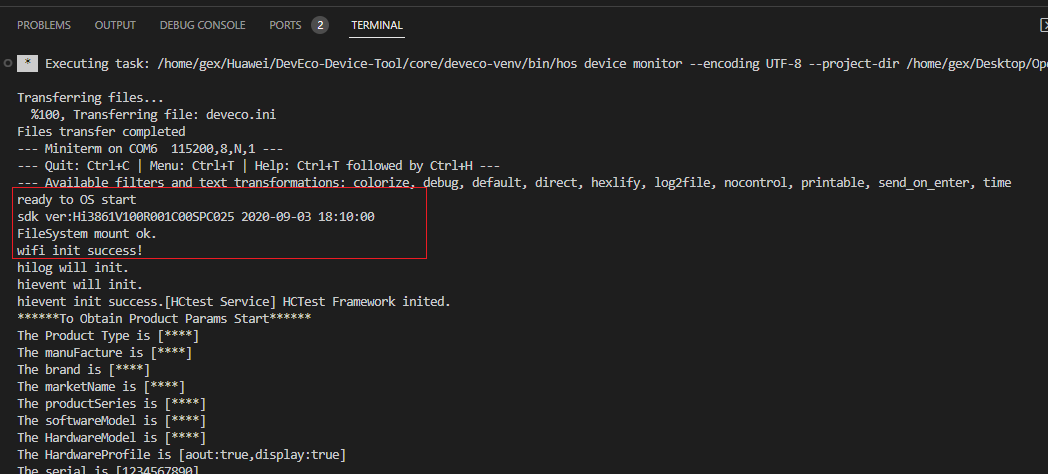 PROBLEMS OUTPUT DEBUG CONSOLE PORTS 2 TERMINAL
* Executing task: /home/gex/Huawei/DevEco-Device-Tool/core/deveco-venv/bin/hos device monitor --encoding UTF-8 --project-dir /home/gex/Desktop/Ope
Transferring files...
%100, Transferring file: deveco.ini
Files transfer completed
--- Miniterm on COM6  115200,8,N,1 ---
--- Quit: Ctrl+C | Menu: Ctrl+T | Help: Ctrl+T followed by Ctrl+H ---
--- Available filters and text transformations: colorize, debug, default, direct, hexlify, log2file, nocontrol, printable, send_on_enter, time
ready to OS start
sdk ver:Hi3861V100R001C00SPC025 2020-09-03 18:10:00
FileSystem mount ok.
wifi init success!
hilog will init.
hievent will init.
hievent init success.[HCtest Service] HCTest Framework inited.
******To Obtain Product Params Start******
The Product Type is [****]
The manuFacture is [****]
The brand is [****]
The marketName is [****]
The productSeries is [****]
The softwareModel is [****]
The HardwareModel is [****]
The HardwareProfile is [aout:true,display:true]
The serial is [1234567890]